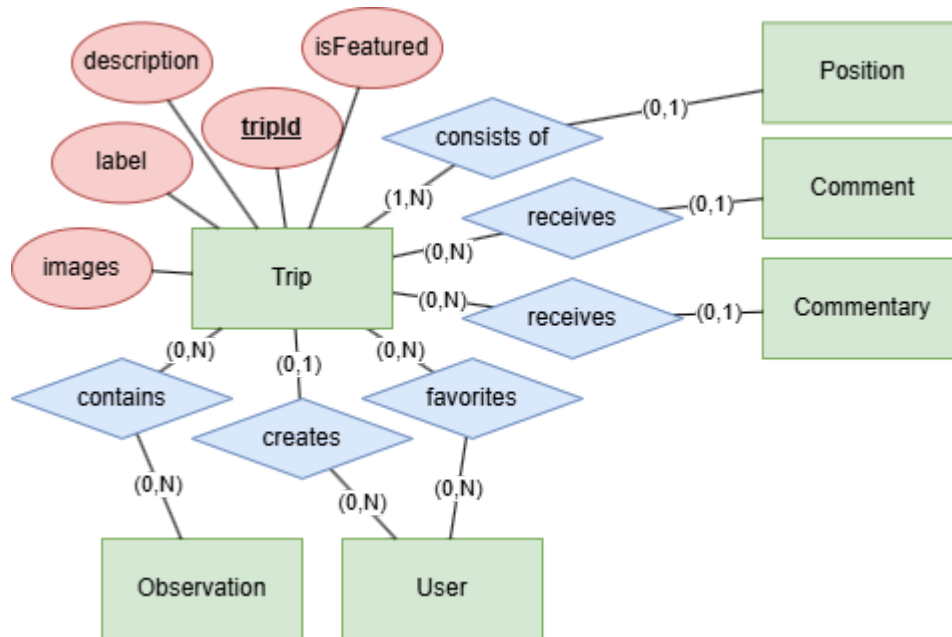 isFeatured
description
Position
tripId
(0,1)
consists of
label
Comment
(1,N)
receives
(0,1)
(0,N)
images
Trip
(0,N)
Commentary
receives
(0,1)
(0,N)
(0,1)
(0,N)
contains
favorites
creates
(0,N)
(0,N)
(0,N)
Observation
User